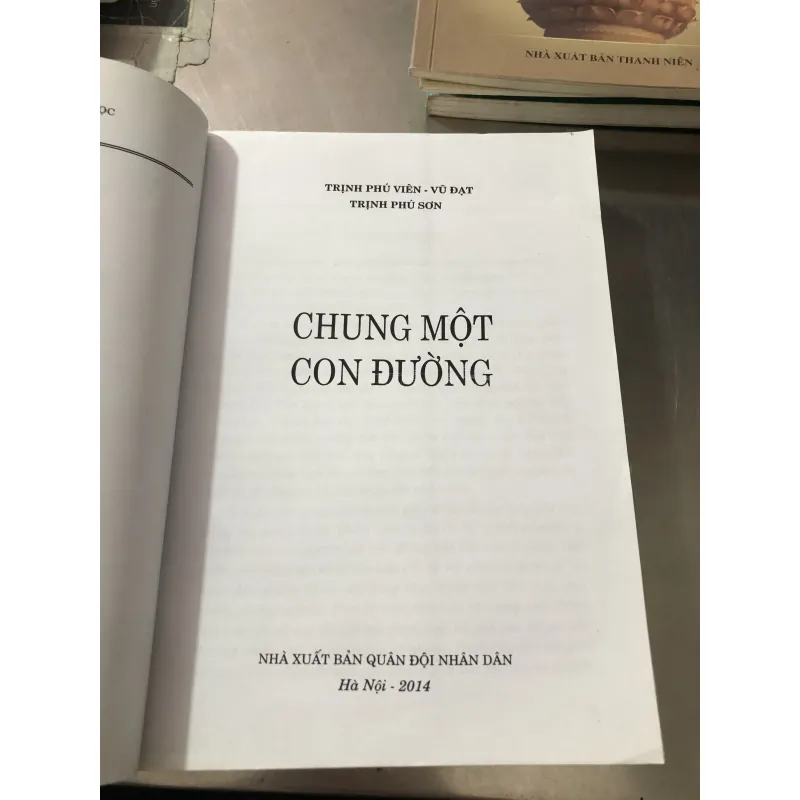 NHÀ XUẤT BẢN THANH NIÊN
TRỊNH PHÚ VIÊN - VŨ ĐẠT
TRỊNH PHÚ SƠN
CHUNG MỘT
CON ĐƯỜNG
NHÀ XUẤT BẢN QUÂN ĐỘI NHÂN DÂN
Hà Nội - 2014